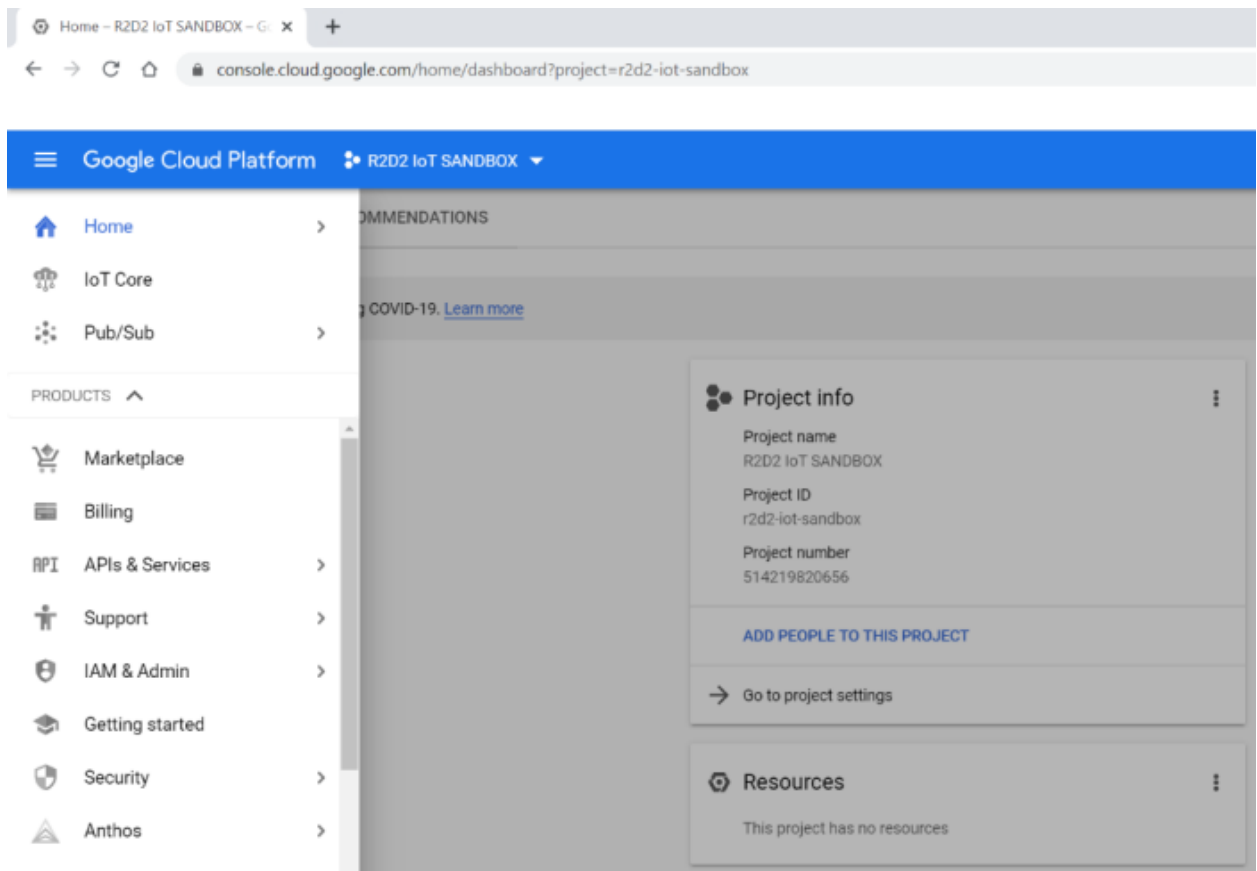 Home – R2D2 IoT SANDBOX – G
console.cloud.google.com/home/dashboard?project=r2d2-iot-sandbox
Google Cloud Platform
R2D2 IoT SANDBOX
Home
OMMENDATIONS
IoT Core
COVID-19. Learn more
Pub/Sub
PRODUCTS
Marketplace
Billing
API APIs & Services
Support
IAM & Admin
Getting started
Security
Anthos
Project info
Project name
R2D2 IoT SANDBOX
Project ID
r2d2-iot-sandbox
Project number
514219820656
ADD PEOPLE TO THIS PROJECT
Go to project settings
Resources
This project has no resources